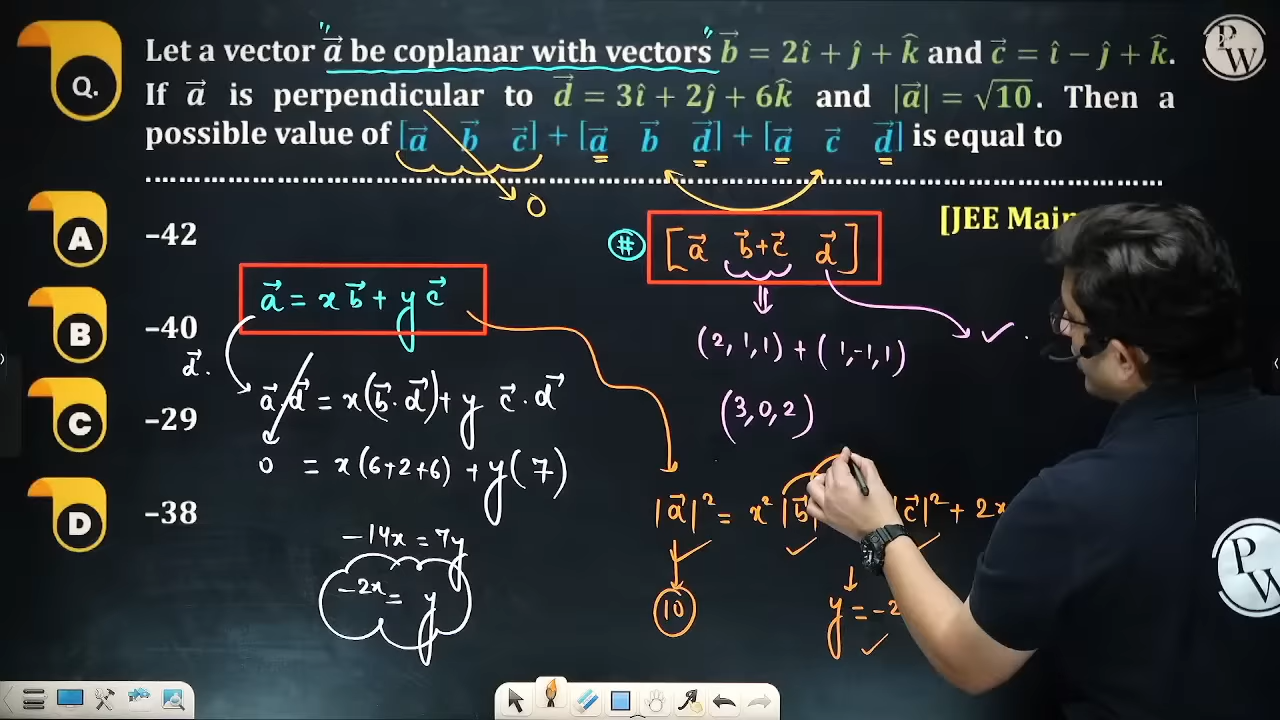 Q.
Let a vector a⃗ be coplanar with vectors b⃗ = 2î + ĵ + k̂ and c⃗ = î − ĵ + k̂.
If a⃗ is perpendicular to d⃗ = 3î + 2ĵ + 6k̂ and |a⃗| = √10. Then a
possible value of [a⃗ b⃗ c⃗] + [a⃗ b⃗ d⃗] + [a⃗ c⃗ d⃗] is equal to
PW
0
[JEE Main
A −42
B −40
C −29
D −38
# [a⃗ b⃗+c⃗ d⃗]
a⃗ = x b⃗ + y c⃗
(2,1,1) + (1,-1,1)
(3,0,2)
d⃗.
a⃗.d⃗ = x(b⃗.d⃗) + y c⃗.d⃗
0 = x(6+2+6) + y(7)
-14x = 7y
-2x = y
|a⃗|² = x² |b⃗| |c⃗|² + 2x
10
y = -2
PW